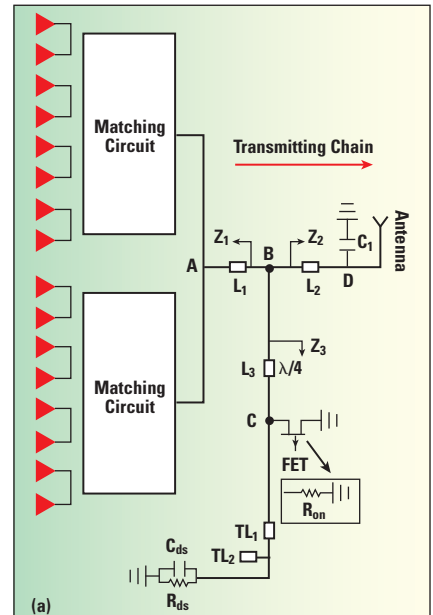 Matching
Circuit
Transmitting Chain
Antenna
Z1
Z2
C1
A
B
L1
L2
D
Z3
Matching
Circuit
L3
λ/4
C
FET
Ron
TL1
Cds
TL2
Rds
(a)